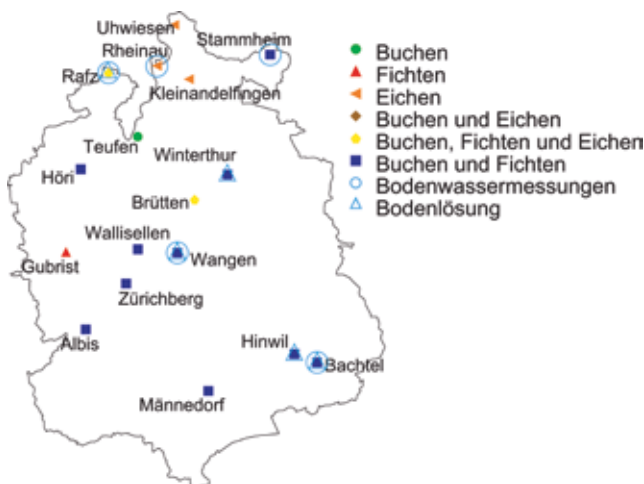 Uhwiesen
Rheinau
Stammheim
Rafz
Kleinandelfingen
Teufen
Höri
Winterthur
Brütten
Wallisellen
Gubrist
Wangen
Zürichberg
Albis
Hinwil
Bachtel
Männedorf
Buchen
Fichten
Eichen
Buchen und Eichen
Buchen, Fichten und Eichen
Buchen und Fichten
Bodenwassermessungen
Bodenlösung